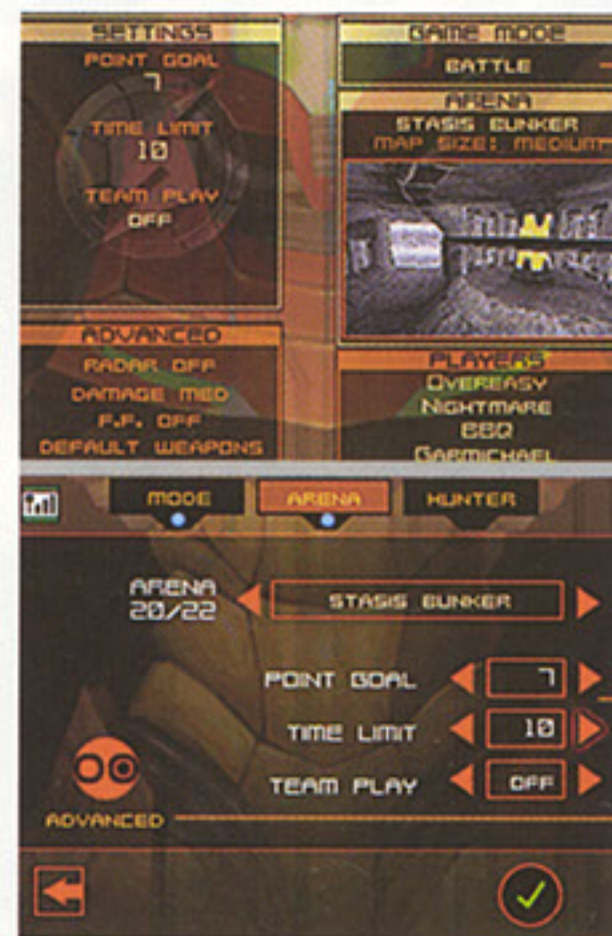 SETTINGS
POINT GOAL
7
TIME LIMIT
10
TEAM PLAY
OFF
ADVANCED
RADAR OFF
DAMAGE MED
F.F. OFF
DEFAULT WEAPONS
GAME MODE
BATTLE
ARENA
STASIS BUNKER
MAP SIZE: MEDIUM
PLAYERS
OVEREASY
NIGHTMARE
BBQ
GARMICHAEL
MODE
ARENA
HUNTER
ARENA
20/22
STASIS BUNKER
POINT GOAL 7
TIME LIMIT 10
TEAM PLAY OFF
ADVANCED